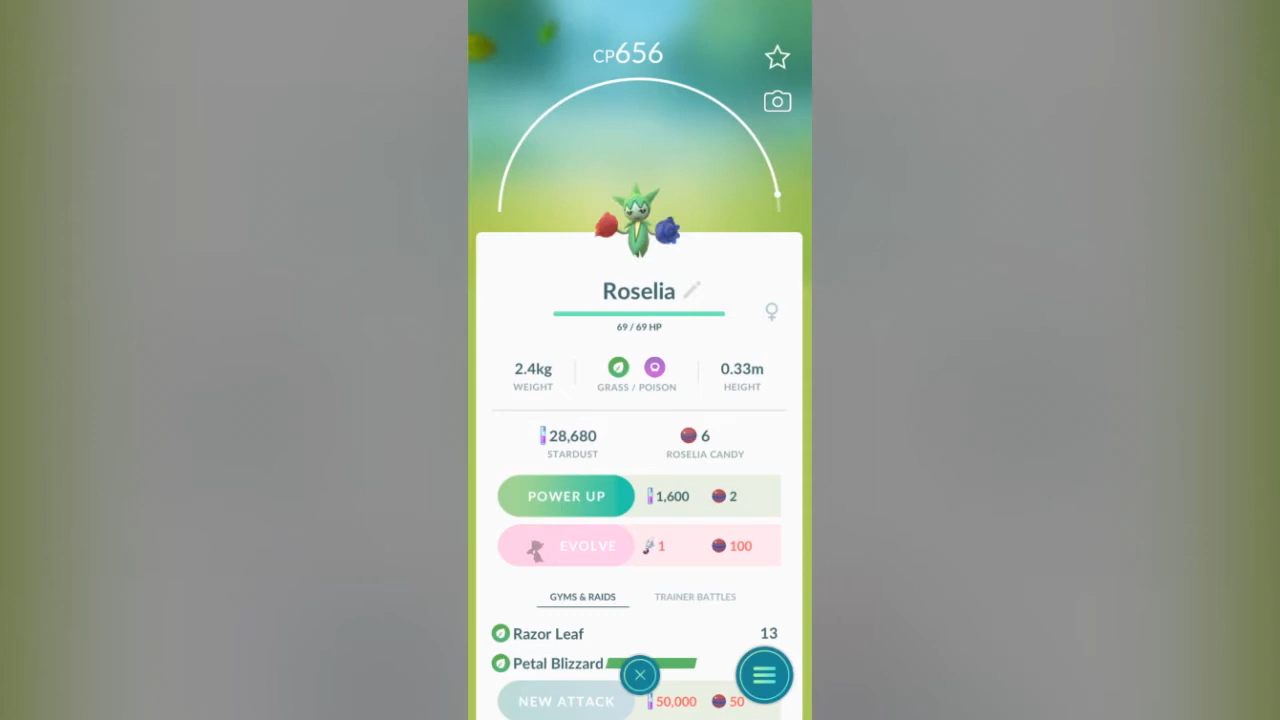 CP656
Roselia
69 / 69 HP
2.4kg
WEIGHT
GRASS / POISON
0.33m
HEIGHT
28,680
STARDUST
6
ROSELIA CANDY
POWER UP 1,600 2
EVOLVE 1 100
GYMS & RAIDS TRAINER BATTLES
Razor Leaf 13
Petal Blizzard
NEW ATTACK 50,000 50